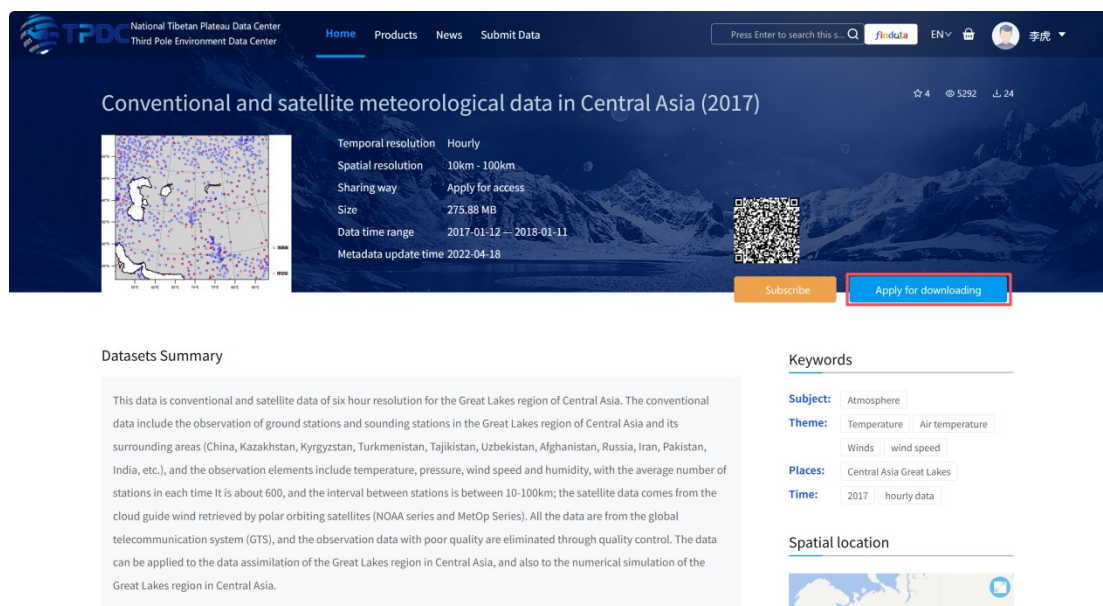 TPDC
National Tibetan Plateau Data Center
Third Pole Environment Data Center
Home Products News Submit Data
Press Enter to search this s...
findata
EN
李虎
Conventional and satellite meteorological data in Central Asia (2017)
4 5292 24
Temporal resolution Hourly
Spatial resolution 10km - 100km
Sharing way Apply for access
Size 275.88 MB
Data time range 2017-01-12 — 2018-01-11
Metadata update time 2022-04-18
Subscribe
Apply for downloading
Datasets Summary
This data is conventional and satellite data of six hour resolution for the Great Lakes region of Central Asia. The conventional
data include the observation of ground stations and sounding stations in the Great Lakes region of Central Asia and its
surrounding areas (China, Kazakhstan, Kyrgyzstan, Turkmenistan, Tajikistan, Uzbekistan, Afghanistan, Russia, Iran, Pakistan,
India, etc.), and the observation elements include temperature, pressure, wind speed and humidity, with the average number of
stations in each time It is about 600, and the interval between stations is between 10-100km; the satellite data comes from the
cloud guide wind retrieved by polar orbiting satellites (NOAA series and MetOp Series). All the data are from the global
telecommunication system (GTS), and the observation data with poor quality are eliminated through quality control. The data
can be applied to the data assimilation of the Great Lakes region in Central Asia, and also to the numerical simulation of the
Great Lakes region in Central Asia.
Keywords
Subject: Atmosphere
Theme: Temperature Air temperature
Winds wind speed
Places: Central Asia Great Lakes
Time: 2017 hourly data
Spatial location